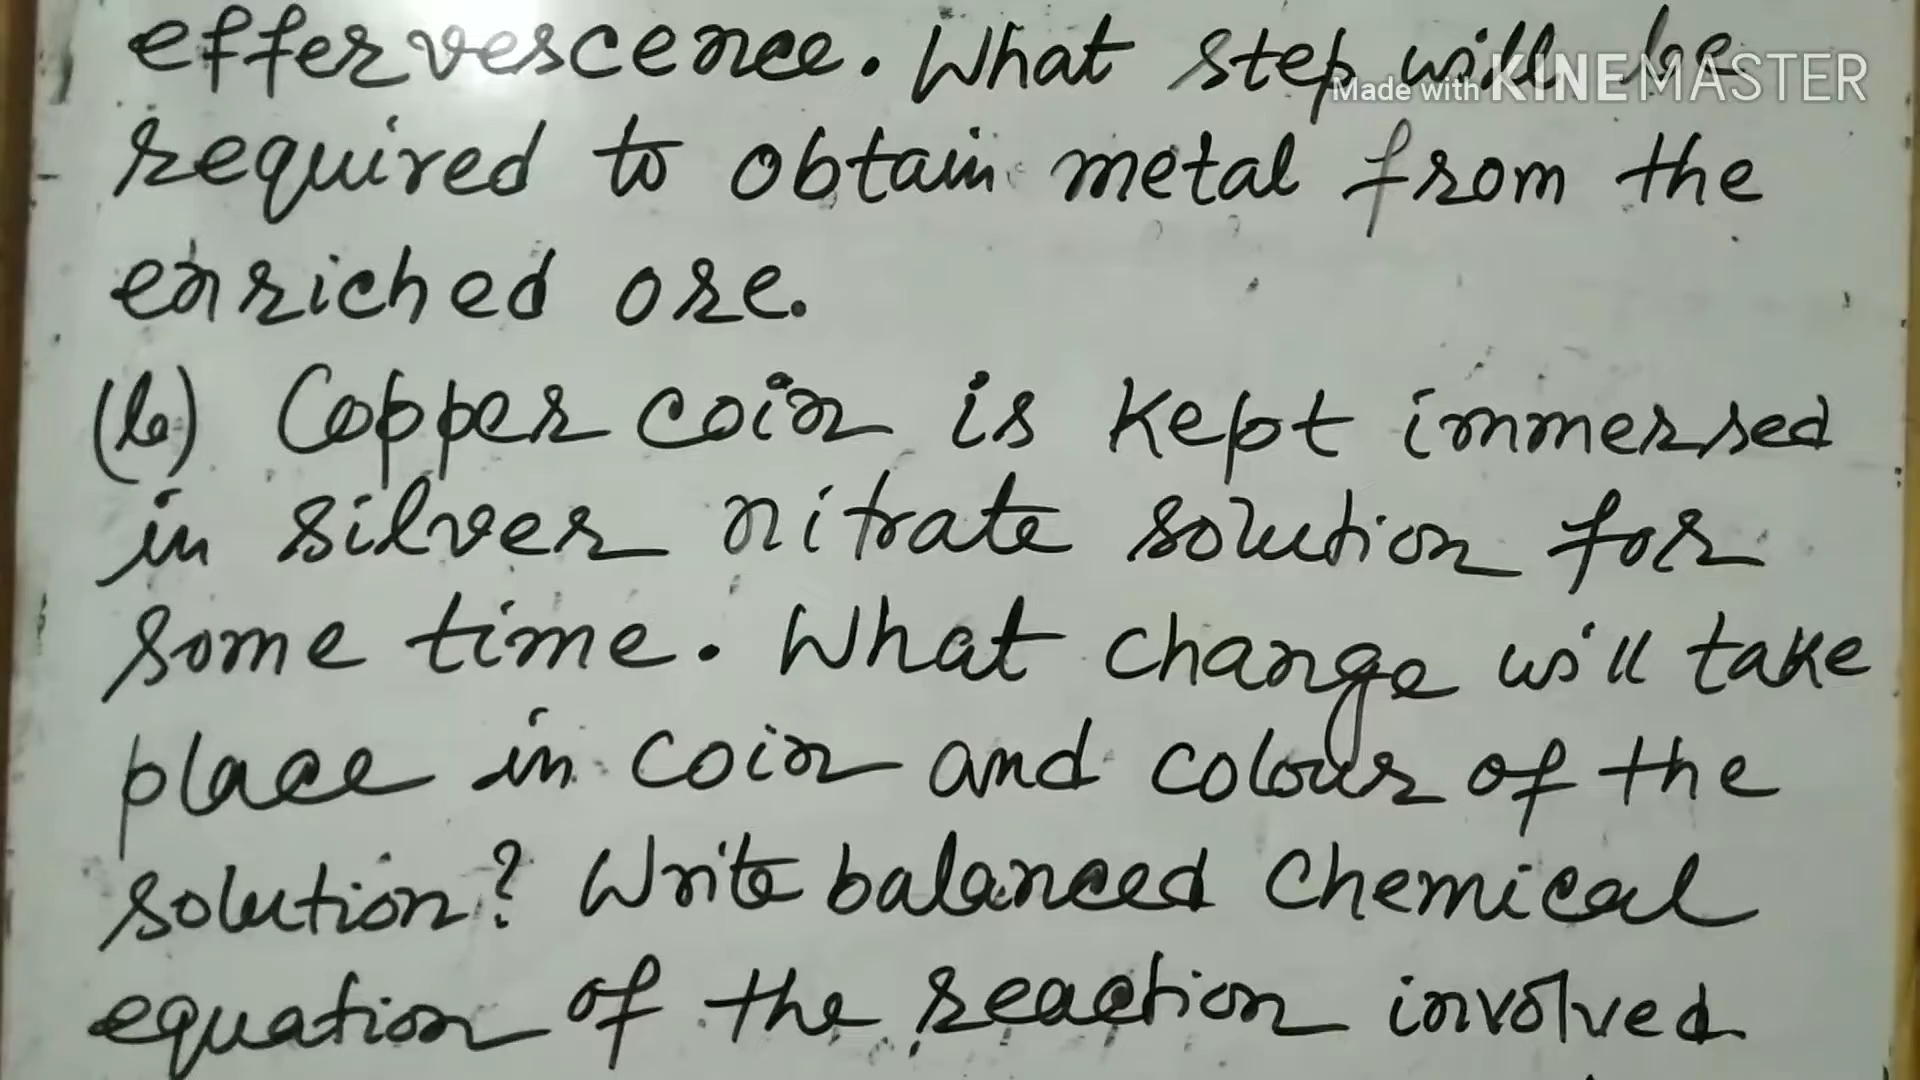 effervescence. What step will be
Made with KINEMASTER
required to obtain metal from the
enriched ore.
(b) Copper coin is kept immersed
in silver nitrate solution for
some time. What change will take
place in coin and colour of the
solution? Write balanced chemical
equation of the reaction involved